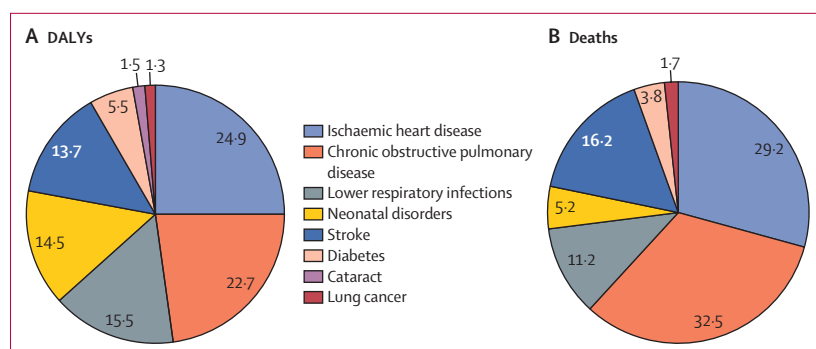 A DALYs
1·5
1·3
5·5
24·9
13·7
14·5
15·5
22·7
Ischaemic heart disease
Chronic obstructive pulmonary
disease
Lower respiratory infections
Neonatal disorders
Stroke
Diabetes
Cataract
Lung cancer
B Deaths
1·7
3·8
29·2
16·2
5·2
11·2
32·5